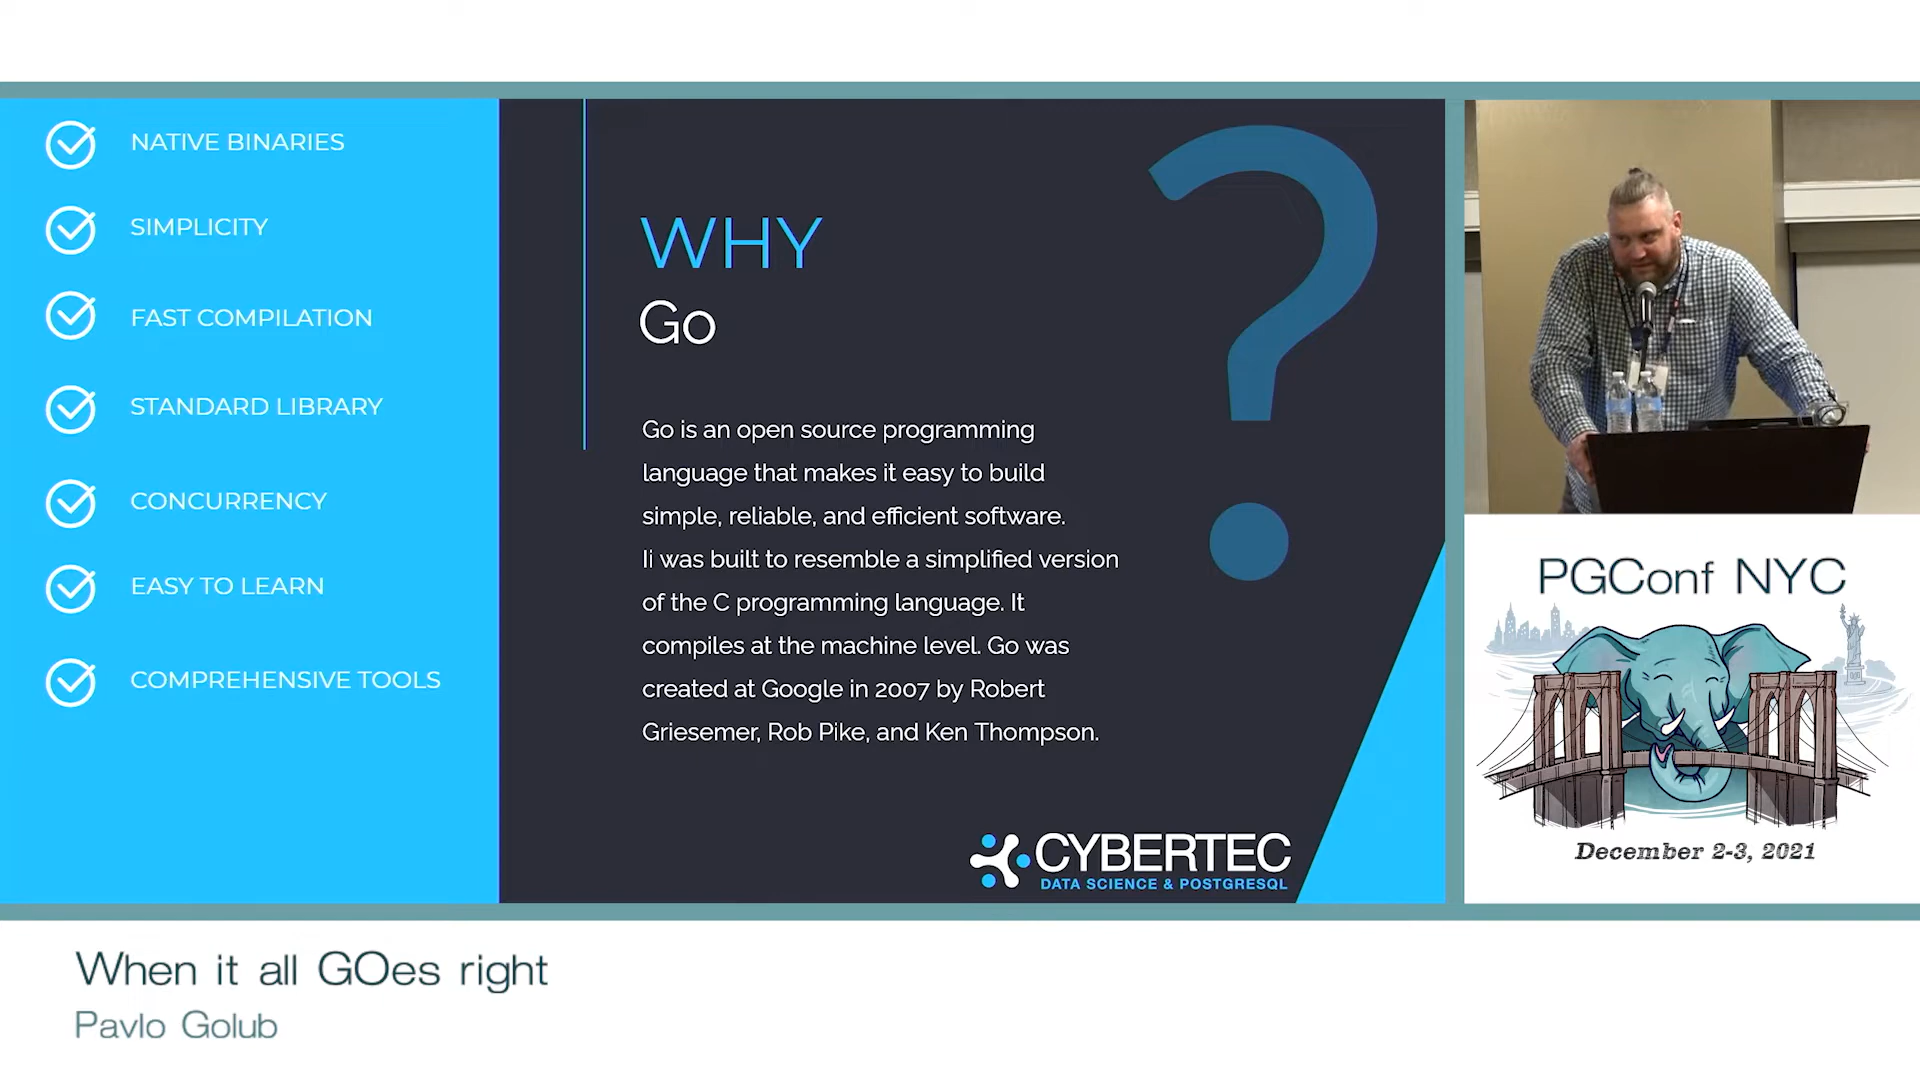 NATIVE BINARIES
SIMPLICITY
FAST COMPILATION
STANDARD LIBRARY
CONCURRENCY
EASY TO LEARN
COMPREHENSIVE TOOLS
WHY
Go
?
Go is an open source programming
language that makes it easy to build
simple, reliable, and efficient software.
Ii was built to resemble a simplified version
of the C programming language. It
compiles at the machine level. Go was
created at Google in 2007 by Robert
Griesemer, Rob Pike, and Ken Thompson.
CYBERTEC
DATA SCIENCE & POSTGRESQL
PGConf NYC
December 2-3, 2021
When it all GOes right
Pavlo Golub